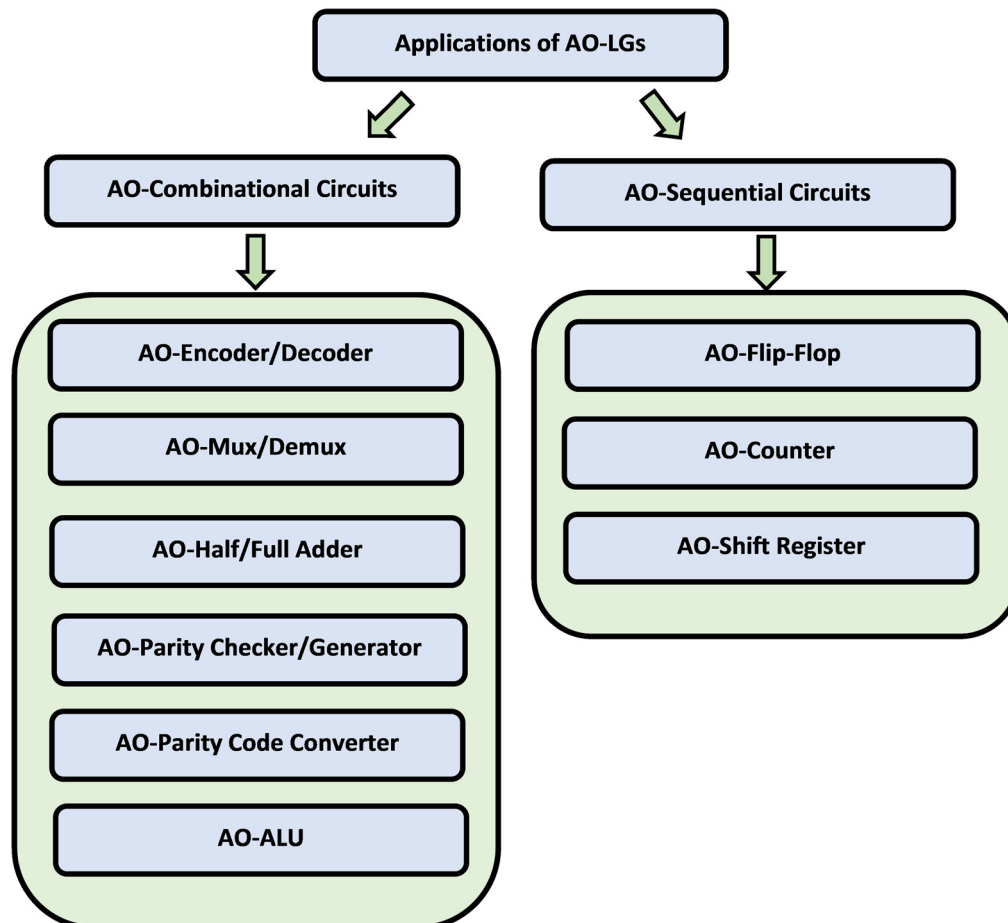 Applications of AO-LGs
AO-Combinational Circuits
AO-Sequential Circuits
AO-Encoder/Decoder
AO-Mux/Demux
AO-Half/Full Adder
AO-Parity Checker/Generator
AO-Parity Code Converter
AO-ALU
AO-Flip-Flop
AO-Counter
AO-Shift Register